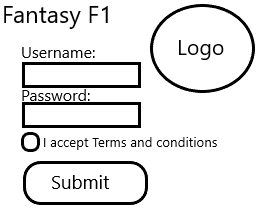 Fantasy F1
Logo
Username:
Password:
I accept Terms and conditions
Submit